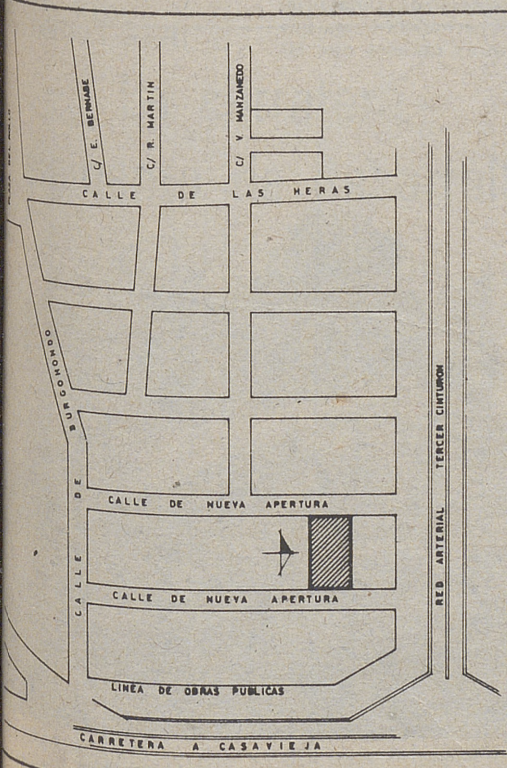 C/ E. BERNABE
C/ R. MARTIN
C/ V. MANZANEDO
CALLE DE LAS HERAS
CALLE DE BURGOHONDO
RED ARTERIAL TERCER CINTURON
CALLE DE NUEVA APERTURA
CALLE DE NUEVA APERTURA
LINEA DE OBRAS PUBLICAS
CARRETERA A CASAVIEJA